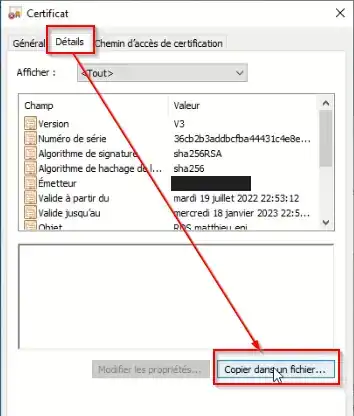 Certificat
Général Détails Chemin d'accès de certification
Afficher : <Tout>
Champ Valeur
Version V3
Numéro de série 36cb2b3addbcfba44431c4e8e...
Algorithme de signature sha256RSA
Algorithme de hachage de l... sha256
Émetteur
Valide à partir du mardi 19 juillet 2022 22:53:12
Valide jusqu'au mercredi 18 janvier 2023 22:5...
Objet RDS matthieu eni
Modifier les propriétés... Copier dans un fichier...